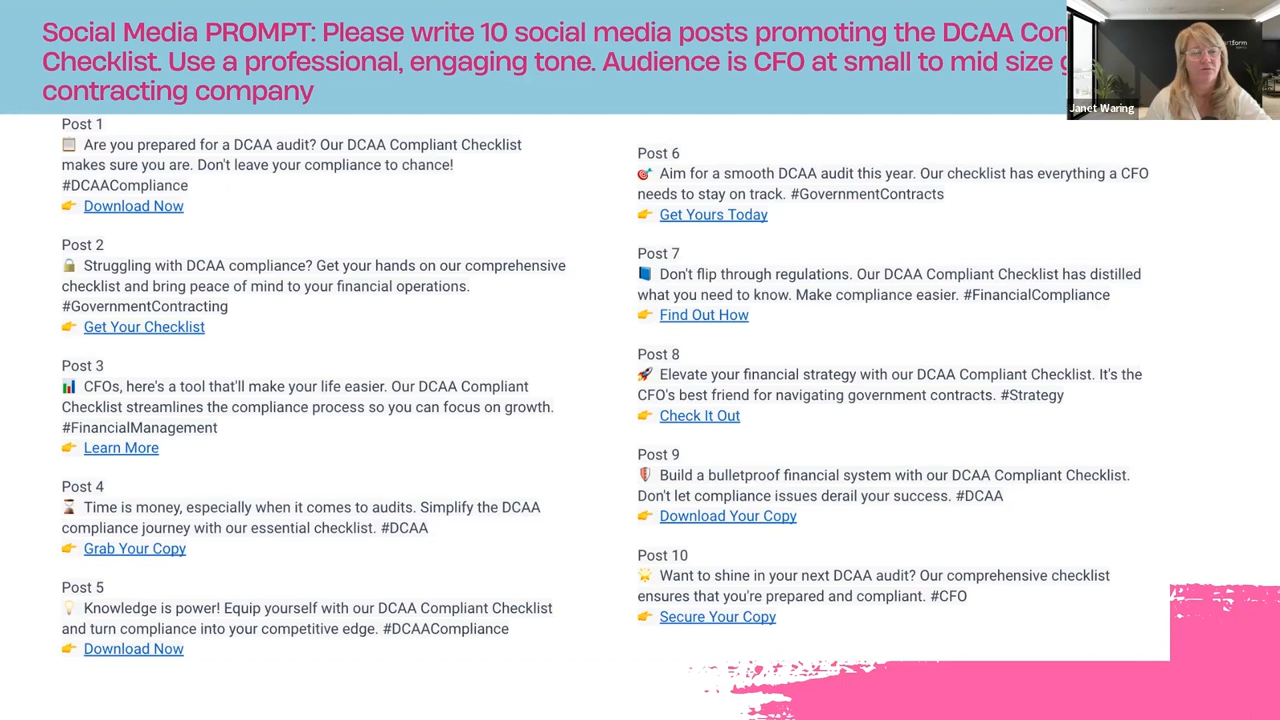 Social Media PROMPT: Please write 10 social media posts promoting the DCAA
Checklist. Use a professional, engaging tone. Audience is CFO at small to mid size
contracting company
Janet Waring
Post 1
Are you prepared for a DCAA audit? Our DCAA Compliant Checklist
makes sure you are. Don't leave your compliance to chance!
#DCAACompliance
Download Now
Post 2
Struggling with DCAA compliance? Get your hands on our comprehensive
checklist and bring peace of mind to your financial operations.
#GovernmentContracting
Get Your Checklist
Post 3
CFOs, here's a tool that'll make your life easier. Our DCAA Compliant
Checklist streamlines the compliance process so you can focus on growth.
#FinancialManagement
Learn More
Post 4
Time is money, especially when it comes to audits. Simplify the DCAA
compliance journey with our essential checklist. #DCAA
Grab Your Copy
Post 5
Knowledge is power! Equip yourself with our DCAA Compliant Checklist
and turn compliance into your competitive edge. #DCAACompliance
Download Now
Post 6
Aim for a smooth DCAA audit this year. Our checklist has everything a CFO
needs to stay on track. #GovernmentContracts
Get Yours Today
Post 7
Don't flip through regulations. Our DCAA Compliant Checklist has distilled
what you need to know. Make compliance easier. #FinancialCompliance
Find Out How
Post 8
Elevate your financial strategy with our DCAA Compliant Checklist. It's the
CFO's best friend for navigating government contracts. #Strategy
Check It Out
Post 9
Build a bulletproof financial system with our DCAA Compliant Checklist.
Don't let compliance issues derail your success. #DCAA
Download Your Copy
Post 10
Want to shine in your next DCAA audit? Our comprehensive checklist
ensures that you're prepared and compliant. #CFO
Secure Your Copy